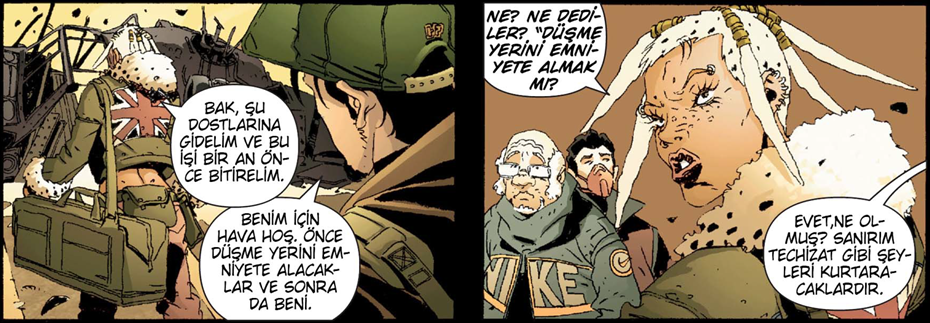 BAK, ŞU
DOSTLARINA
GİDELİM VE BU
İŞİ BİR AN ÖN-
CE BİTİRELİM.
BENİM İÇİN
HAVA HOŞ. ÖNCE
DÜŞME YERİNİ EM-
NİYETE ALACAK-
LAR VE SONRA
DA BENİ.
NE? NE DEDİ-
LER? "DÜŞME
YERİNİ EMNİ-
YETE ALMAK
MI?
EVET,NE OL-
MUŞ? SANIRIM
TECHİZAT GİBİ ŞEY-
LERİ KURTARA-
CAKLARDIR.